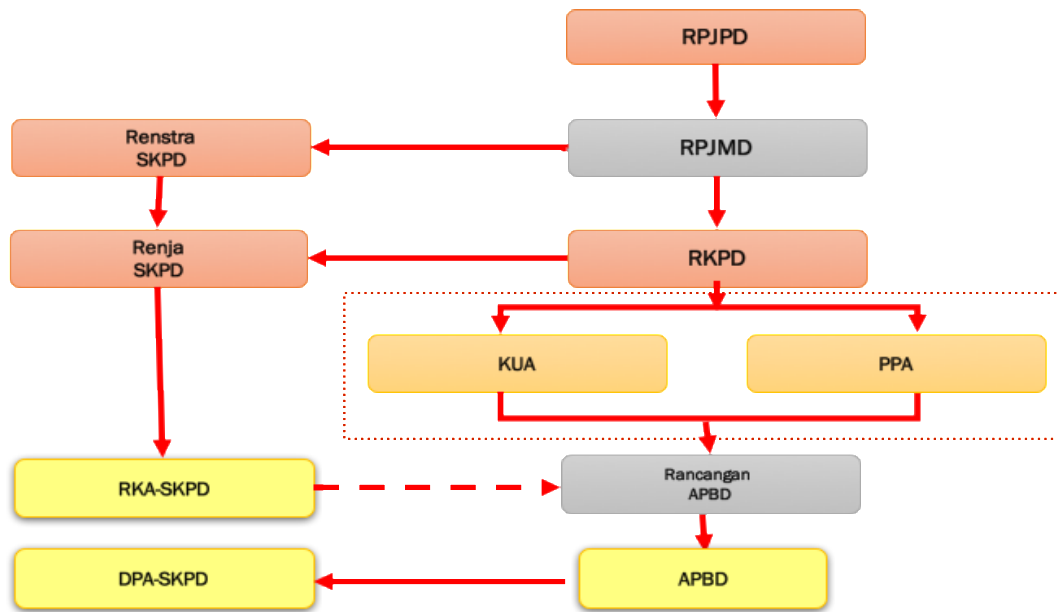 RPJPD
Renstra
SKPD
RPJMD
Renja
SKPD
RKPD
KUA
PPA
RKA-SKPD
Rancangan
APBD
DPA-SKPD
APBD